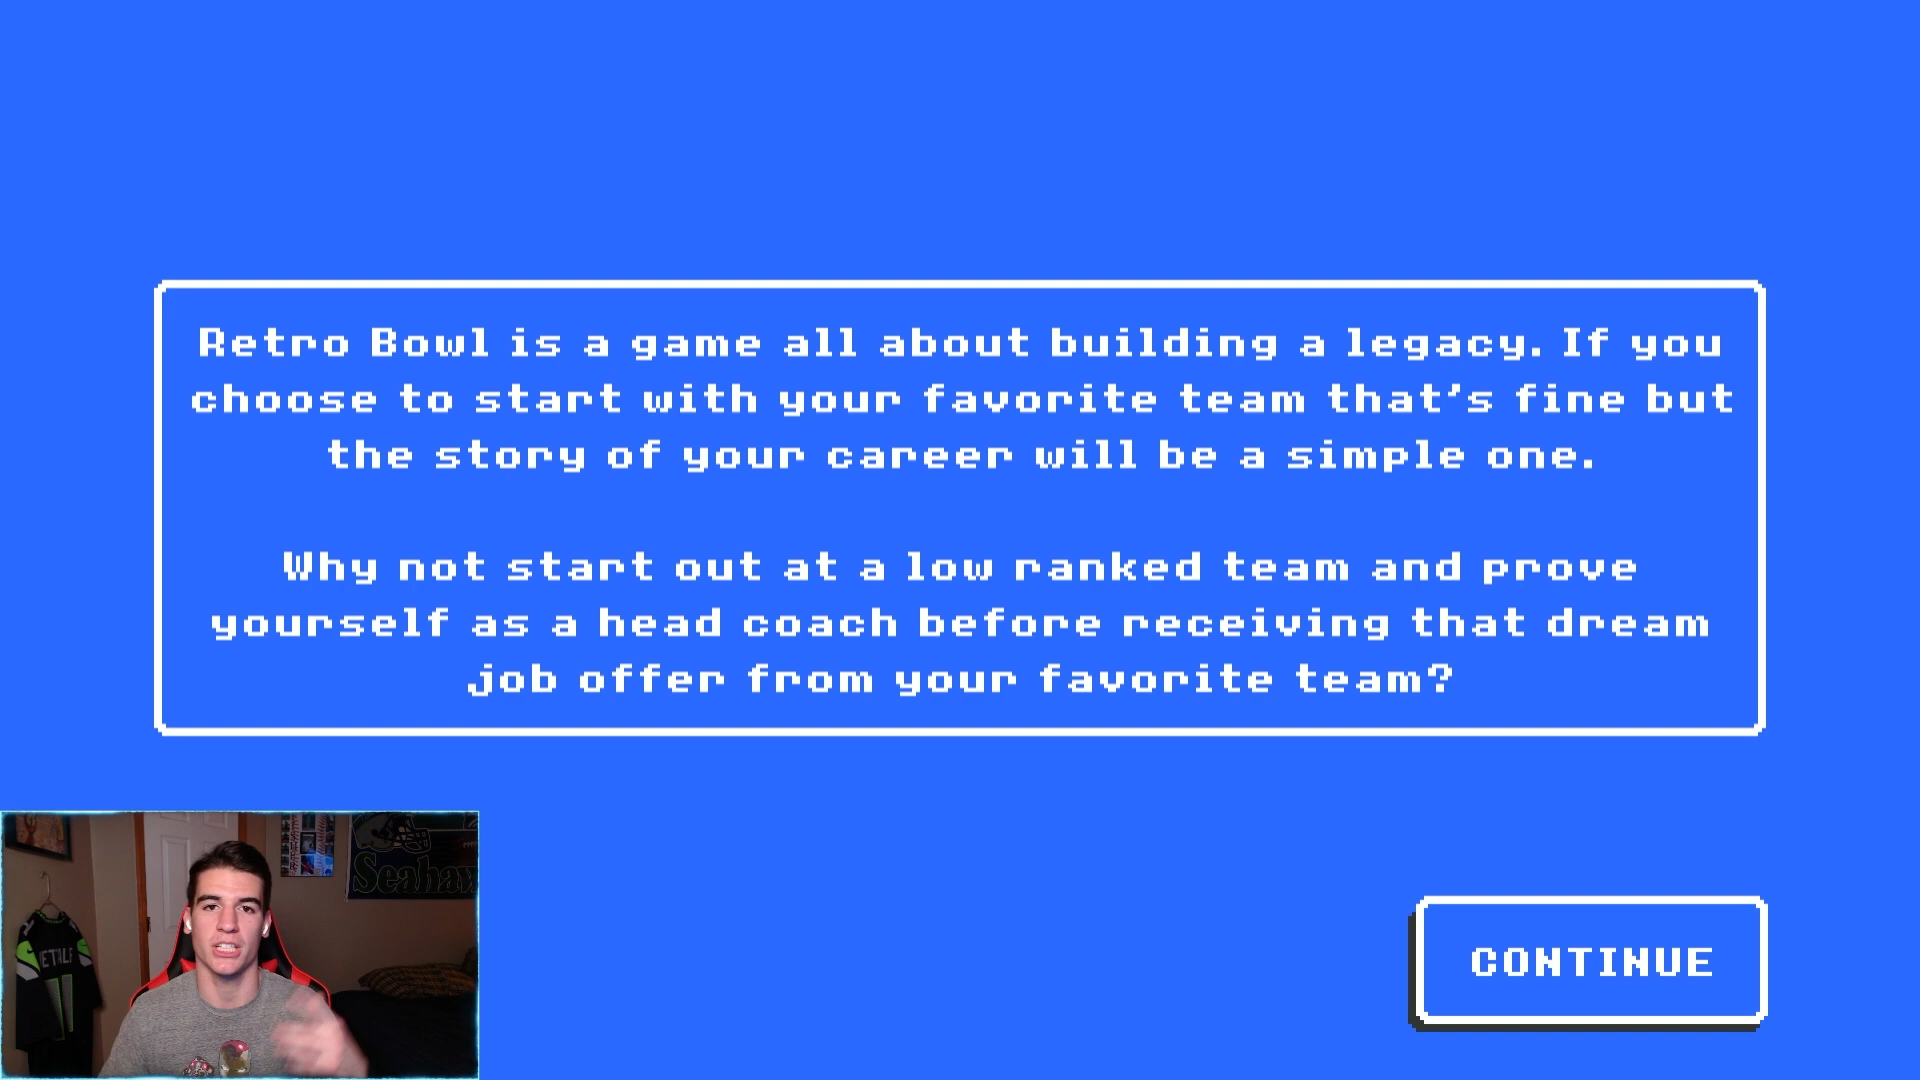 Retro Bowl is a game all about building a legacy. If you
choose to start with your favorite team that's fine but
the story of your career will be a simple one.
Why not start out at a low ranked team and prove
yourself as a head coach before receiving that dream
job offer from your favorite team?
Seahaw
METCALF
CONTINUE